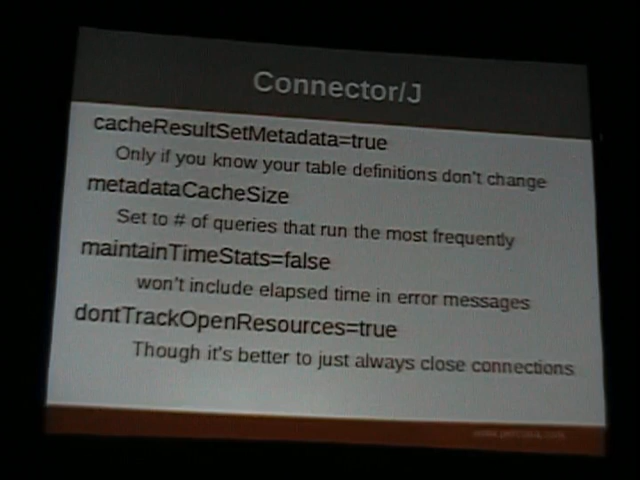 Connector/J
cacheResultSetMetadata=true
Only if you know your table definitions don't change
metadataCacheSize
Set to # of queries that run the most frequently
maintainTimeStats=false
won't include elapsed time in error messages
dontTrackOpenResources=true
Though it's better to just always close connections